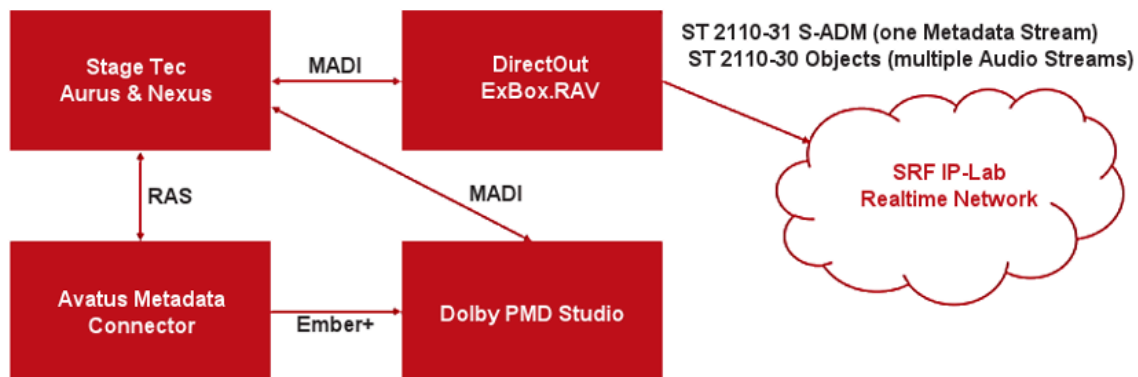 Stage Tec
Aurus & Nexus
MADI
DirectOut
ExBox.RAV
ST 2110-31 S-ADM (one Metadata Stream)
ST 2110-30 Objects (multiple Audio Streams)
SRF IP-Lab
Realtime Network
RAS
MADI
Avatus Metadata
Connector
Ember+
Dolby PMD Studio